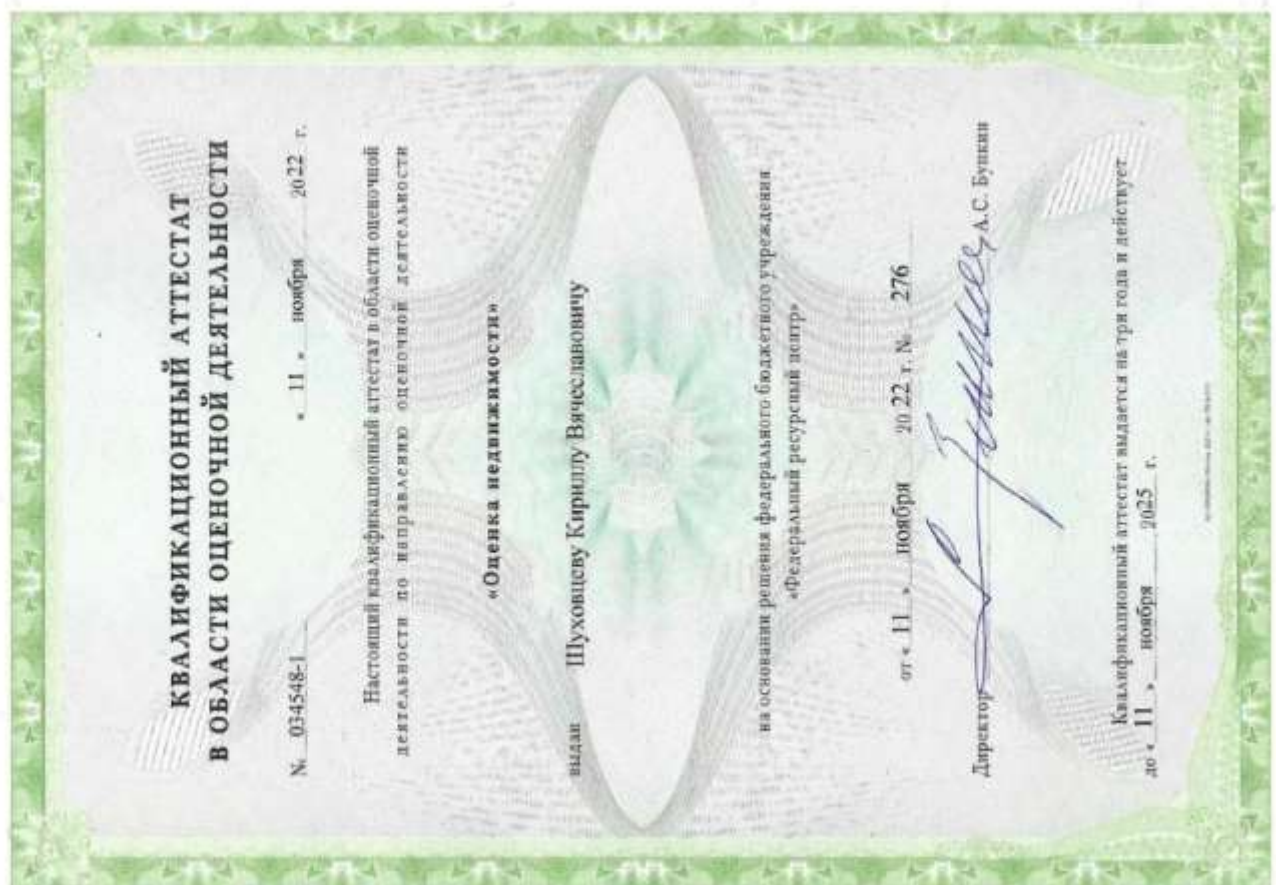 КВАЛИФИКАЦИОННЫЙ АТТЕСТАТ
В ОБЛАСТИ ОЦЕНОЧНОЙ ДЕЯТЕЛЬНОСТИ
№ 034548-1 « 11 » ноября 2022 г.
Настоящий квалификационный аттестат в области оценочной
деятельности по направлению оценочной деятельности
«Оценка недвижимости»
выдан Шуховцеву Кириллу Вячеславовичу
на основании решения федерального бюджетного учреждения
«Федеральный ресурсный центр»
от « 11 » ноября 20 22 г. № 276
Директор А.С. Бункин
Квалификационный аттестат выдается на три года и действует
до « 11 » ноября 2025 г.